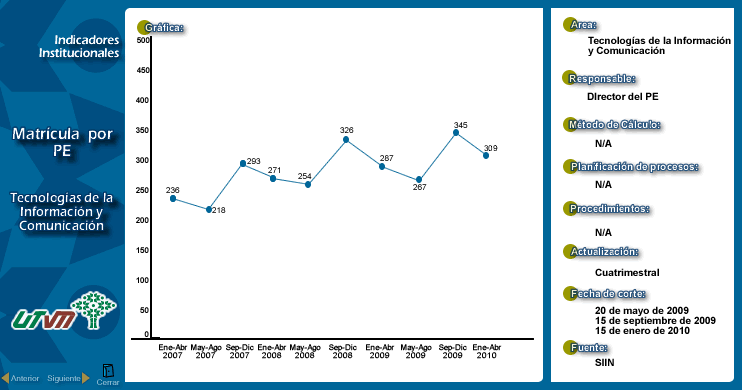 Indicadores
Institucionales
Matrícula por
PE
Tecnologías de la
Información y
Comunicación
UTVM
Anterior
Siguiente
Cerrar
Gráfica:
500
450
400
350
300
250
200
150
100
50
0
236
218
293
271
254
326
287
267
345
309
Ene-Abr
2007
May-Ago
2007
Sep-Dic
2007
Ene-Abr
2008
May-Ago
2008
Sep-Dic
2008
Ene-Abr
2009
May-Ago
2009
Sep-Dic
2009
Ene-Abr
2010
Area:
Tecnologías de la Información
y Comunicación
Responsable:
DIrector del PE
Método de Cálculo:
N/A
Planificación de procesos:
N/A
Procedimientos:
N/A
Actualización:
Cuatrimestral
Fecha de corte:
20 de mayo de 2009
15 de septiembre de 2009
15 de enero de 2010
Fuente:
SIIN